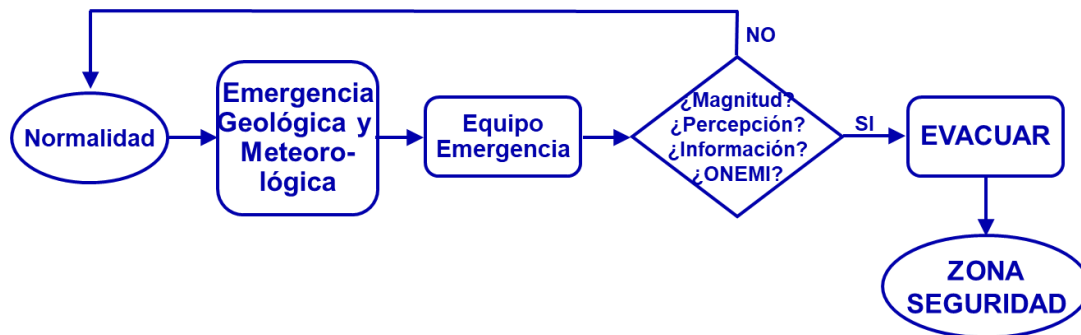 NO
Normalidad
Emergencia
Geológica y
Meteoro-
lógica
Equipo
Emergencia
¿Magnitud?
¿Percepción?
¿Información?
¿ONEMI?
SI
EVACUAR
ZONA
SEGURIDAD